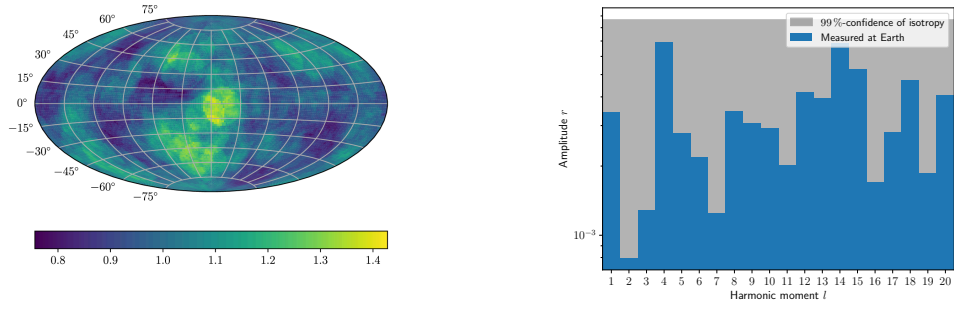 75°
60°
45°
30°
15°
0°
−15°
−30°
−45°
−60°
−75°
0.8 0.9 1.0 1.1 1.2 1.3 1.4
99 %-confidence of isotropy
Measured at Earth
Amplitude r
10⁻³
1 2 3 4 5 6 7 8 9 10 11 12 13 14 15 16 17 18 19 20
Harmonic moment l